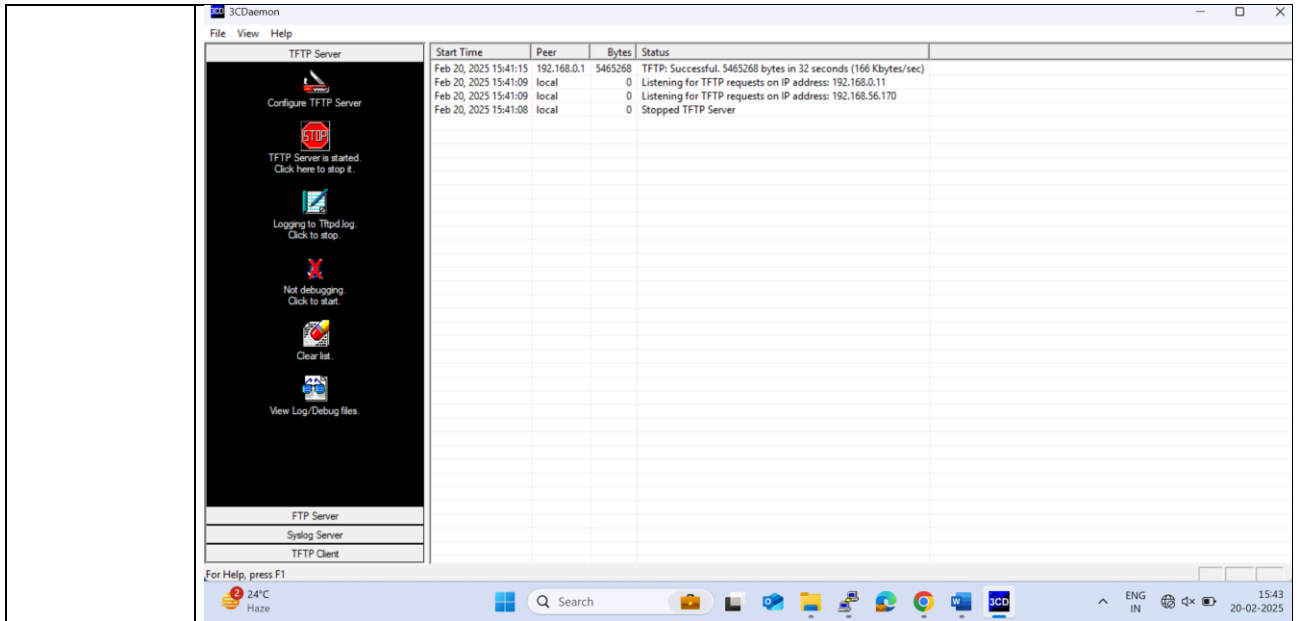 3CD 3CDaemon
File View Help
TFTP Server
Configure TFTP Server
STOP
TFTP Server is started.
Click here to stop it.
Logging to Tftpd.log.
Click to stop.
Not debugging.
Click to start.
Clear list.
View Log/Debug files.
FTP Server
Syslog Server
TFTP Client
Start Time Peer Bytes Status
Feb 20, 2025 15:41:15 192.168.0.1 5465268 TFTP: Successful. 5465268 bytes in 32 seconds (166 Kbytes/sec)
Feb 20, 2025 15:41:09 local 0 Listening for TFTP requests on IP address: 192.168.0.11
Feb 20, 2025 15:41:09 local 0 Listening for TFTP requests on IP address: 192.168.56.170
Feb 20, 2025 15:41:08 local 0 Stopped TFTP Server
For Help, press F1
2 24°C
Haze
Search
3CD
ENG
IN
15:43
20-02-2025